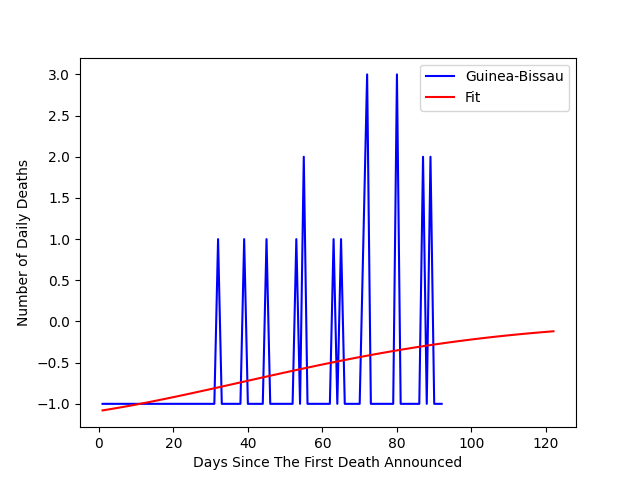 Guinea-Bissau
Fit
3.0
2.5
2.0
1.5
1.0
0.5
0.0
−0.5
−1.0
Number of Daily Deaths
0 20 40 60 80 100 120
Days Since The First Death Announced